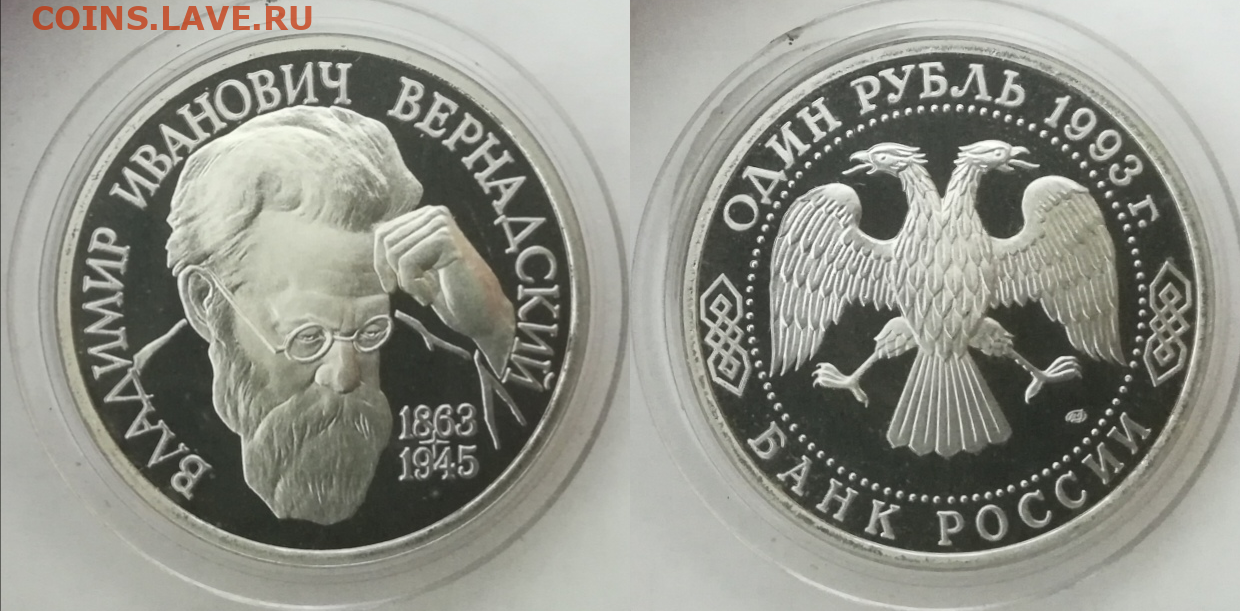 COINS.LAVE.RU
ВЛАДИМИР ИВАНОВИЧ ВЕРНАДСКИЙ
1863
1945
ОДИН РУБЛЬ 1993 г.
БАНК РОССИИ